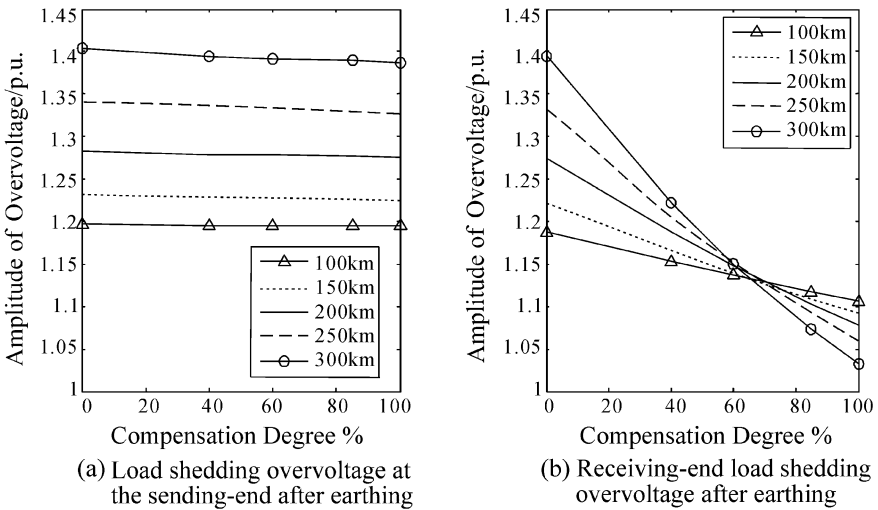 Amplitude of Overvoltage/p.u.
1.45
1.4
1.35
1.3
1.25
1.2
1.15
1.1
1.05
1
0 20 40 60 80 100
100km
150km
200km
250km
300km
Compensation Degree %
(a) Load shedding overvoltage at
the sending-end after earthing
Amplitude of Overvoltage/p.u.
1.45
1.4
1.35
1.3
1.25
1.2
1.15
1.1
1.05
1
0 20 40 60 80 100
100km
150km
200km
250km
300km
Compensation Degree %
(b) Receiving-end load shedding
overvoltage after earthing